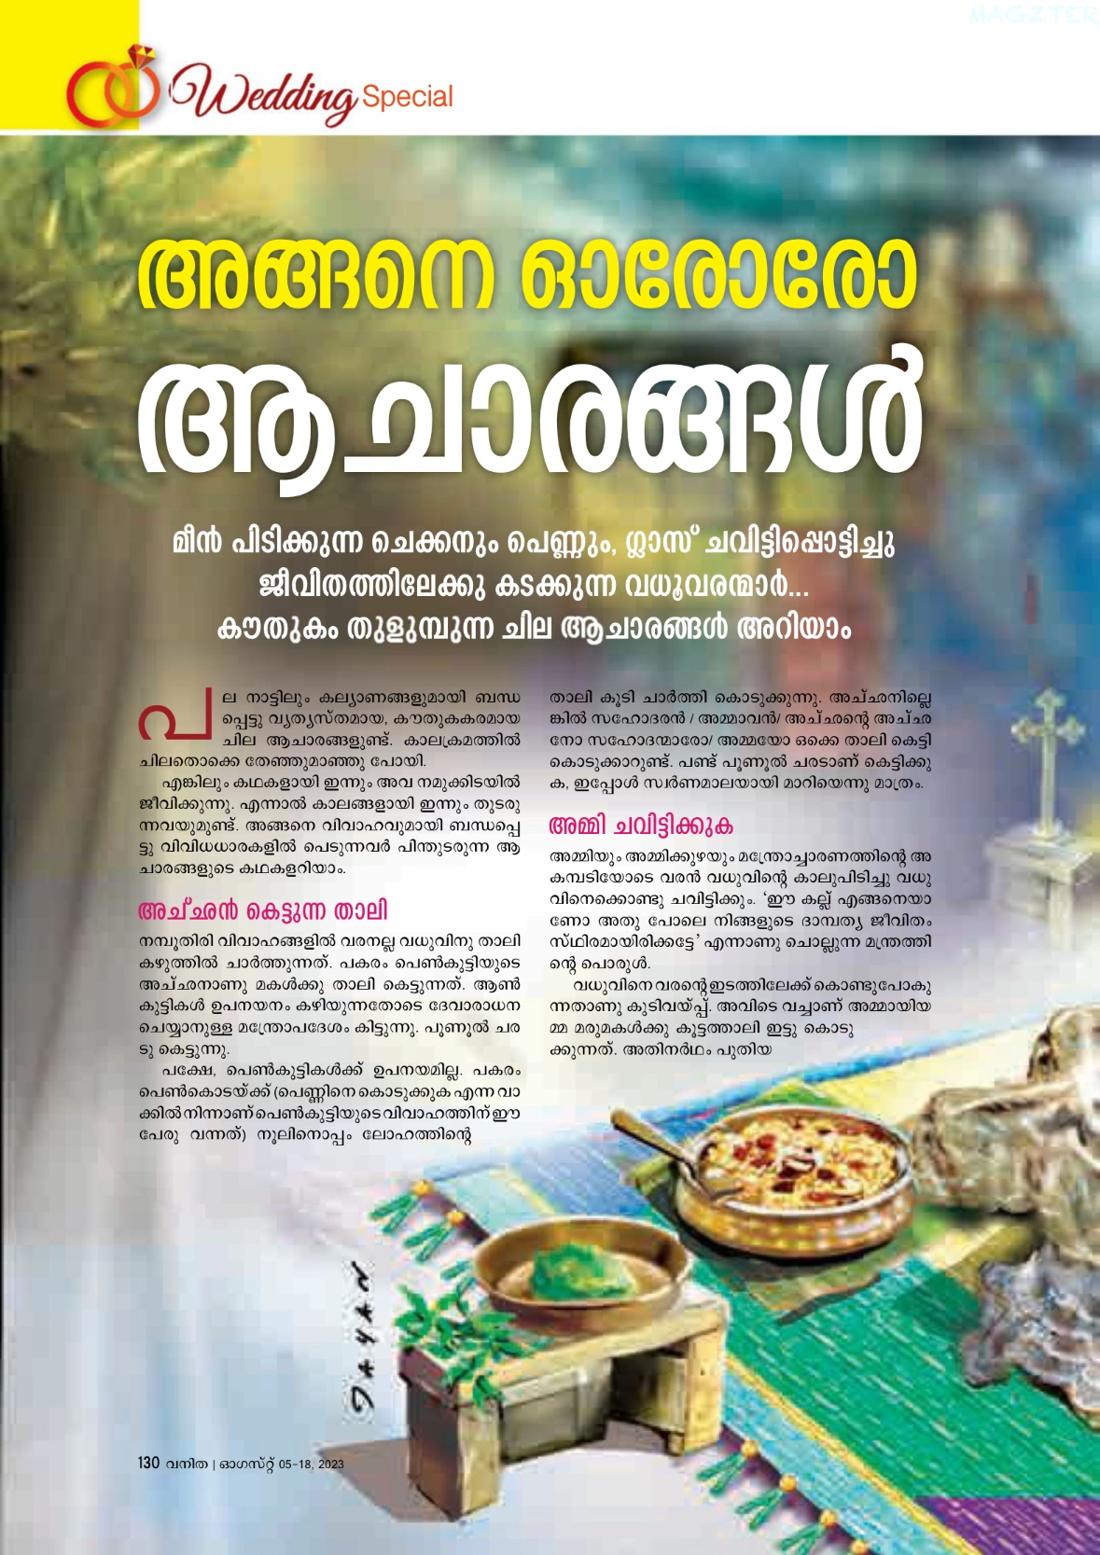 MAGZTER
Wedding Special
അങ്ങനെ ഓരോരോ
ആചാരങ്ങൾ
മീൻ പിടിക്കുന്ന ചെക്കനും പെണ്ണും, ഗ്ലാസ് ചവിട്ടിപ്പൊട്ടിച്ചു
ജീവിതത്തിലേക്കു കടക്കുന്ന വധൂവരന്മാർ...
കൗതുകം തുളുമ്പുന്ന ചില ആചാരങ്ങൾ അറിയാം
പല നാട്ടിലും കല്യാണങ്ങളുമായി ബന്ധ
പ്പെട്ടു വ്യത്യസ്തമായ, കൗതുകകരമായ
ചില ആചാരങ്ങളുണ്ട്. കാലക്രമത്തിൽ
ചിലതൊക്കെ തേഞ്ഞുമാഞ്ഞു പോയി.
എങ്കിലും കഥകളായി ഇന്നും അവ നമുക്കിടയിൽ
ജീവിക്കുന്നു. എന്നാൽ കാലങ്ങളായി ഇന്നും തുടരു
ന്നവയുമുണ്ട്. അങ്ങനെ വിവാഹവുമായി ബന്ധപ്പെ
ട്ടു വിവിധധാരകളിൽ പെടുന്നവർ പിന്തുടരുന്ന ആ
ചാരങ്ങളുടെ കഥകളറിയാം.
അച്ഛൻ കെട്ടുന്ന താലി
നമ്പൂതിരി വിവാഹങ്ങളിൽ വരനല്ല വധുവിനു താലി
കഴുത്തിൽ ചാർത്തുന്നത്. പകരം പെൺകുട്ടിയുടെ
അച്ഛനാണു മകൾക്കു താലി കെട്ടുന്നത്. ആൺ
കുട്ടികൾ ഉപനയനം കഴിയുന്നതോടെ ദേവാരാധന
ചെയ്യാനുള്ള മന്ത്രോപദേശം കിട്ടുന്നു. പൂണൂൽ ചര
ടു കെട്ടുന്നു.
പക്ഷേ, പെൺകുട്ടികൾക്ക് ഉപനയമില്ല. പകരം
പെൺകൊടയ്ക്ക് (പെണ്ണിനെ കൊടുക്കുക എന്ന വാ
ക്കിൽ നിന്നാണ് പെൺകുട്ടിയുടെ വിവാഹത്തിന് ഈ
പേരു വന്നത്) നൂലിനൊപ്പം ലോഹത്തിന്റെ
താലി കൂടി ചാർത്തി കൊടുക്കുന്നു. അച്ഛനില്ലെ
ങ്കിൽ സഹോദരൻ / അമ്മാവൻ/ അച്ഛന്റെ അച്ഛ
നോ സഹോദന്മാരോ/ അമ്മയോ ഒക്കെ താലി കെട്ടി
കൊടുക്കാറുണ്ട്. പണ്ട് പൂണൂൽ ചരടാണ് കെട്ടിക്കു
ക, ഇപ്പോൾ സ്വർണമാലയായി മാറിയെന്നു മാത്രം.
അമ്മി ചവിട്ടിക്കുക
അമ്മിയും അമ്മിക്കുഴയും മന്ത്രോച്ചാരണത്തിന്റെ അ
കമ്പടിയോടെ വരൻ വധുവിന്റെ കാലുപിടിച്ചു വധു
വിനെക്കൊണ്ടു ചവിട്ടിക്കും. ‘ഈ കല്ല് എങ്ങനെയാ
ണോ അതു പോലെ നിങ്ങളുടെ ദാമ്പത്യ ജീവിതം
സ്ഥിരമായിരിക്കട്ടേ’ എന്നാണു ചൊല്ലുന്ന മന്ത്രത്തി
ന്റെ പൊരുൾ.
വധുവിനെ വരന്റെ ഇടത്തിലേക്ക് കൊണ്ടുപോകു
ന്നതാണു കുടിവയ്പ്പ്. അവിടെ വച്ചാണ് അമ്മായിയ
മ്മ മരുമകൾക്കു കൂട്ടത്താലി ഇട്ടു കൊടു
ക്കുന്നത്. അതിനർഥം പുതിയ
DAYAN
130 വനിത | ഓഗസ്റ്റ് 05-18, 2023